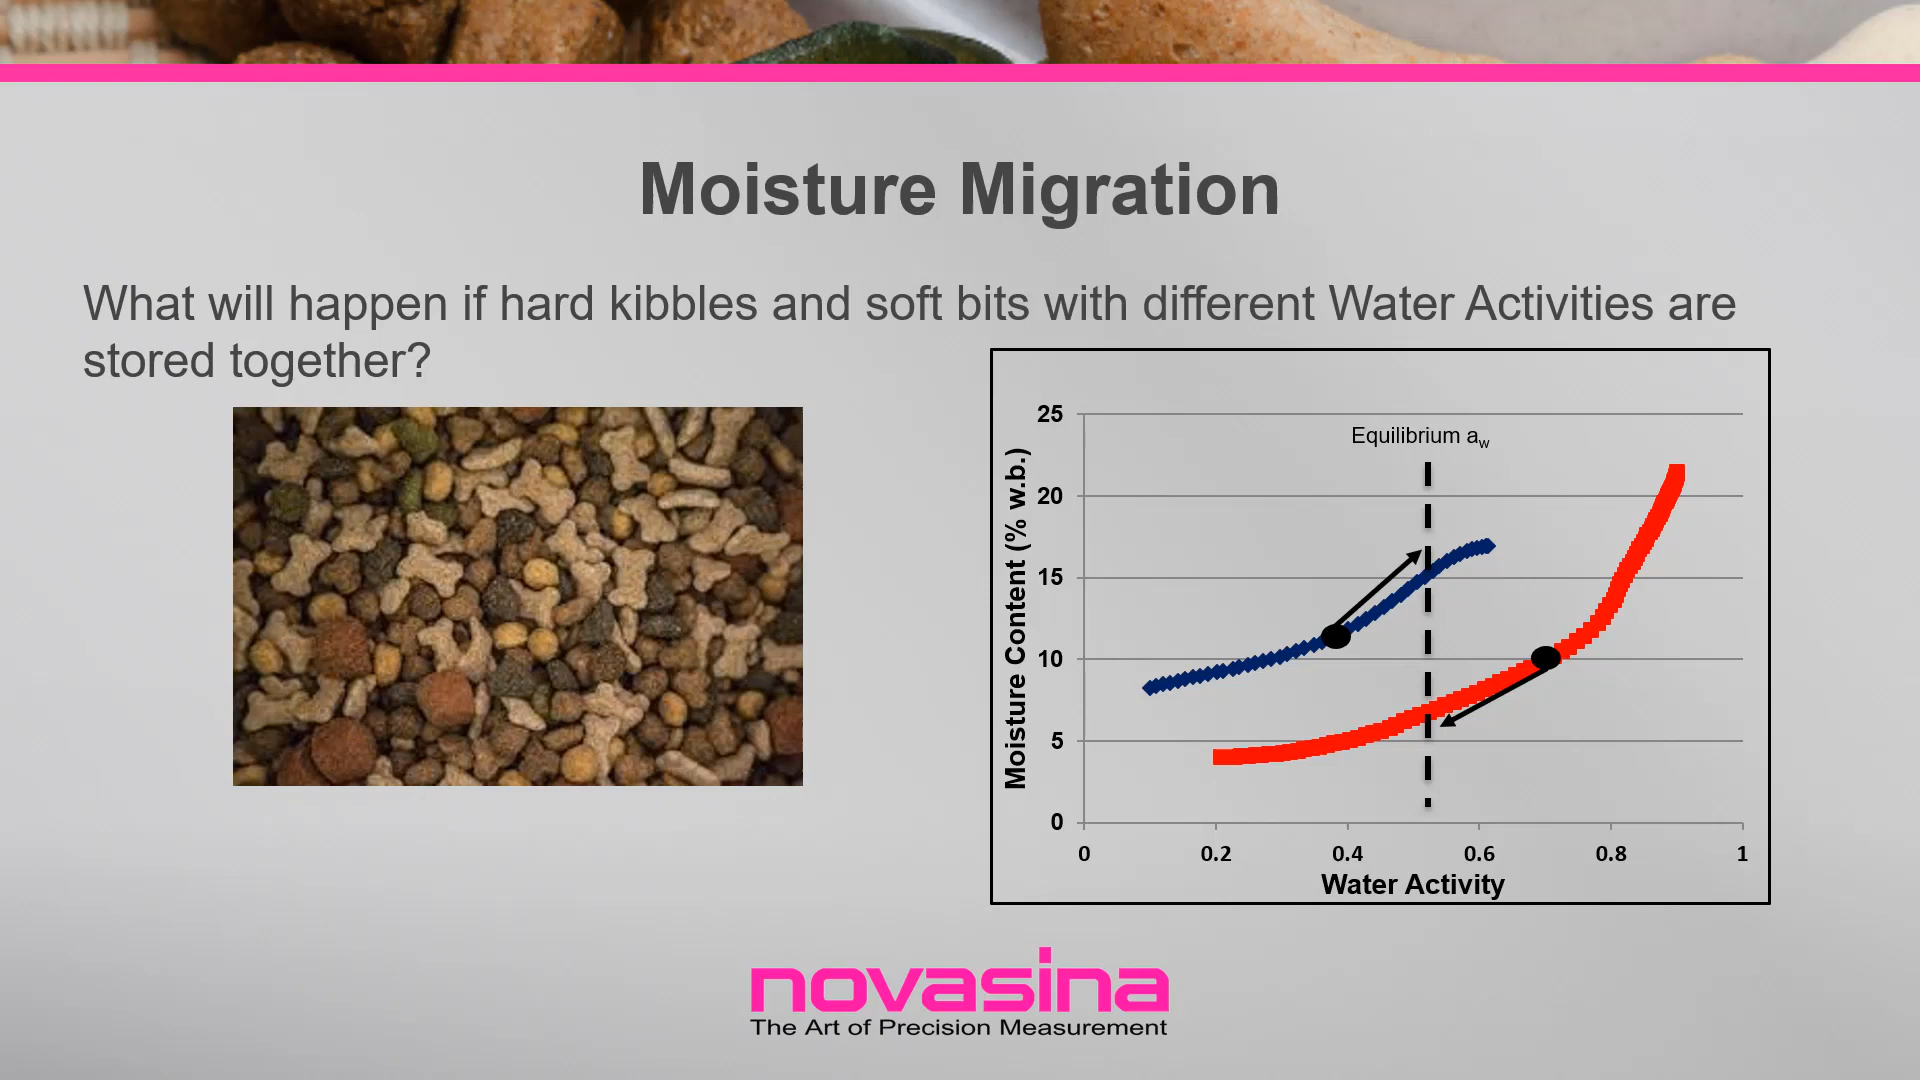 Moisture Migration
What will happen if hard kibbles and soft bits with different Water Activities are
stored together?
25
Equilibrium aw
20
15
10
5
0
Moisture Content (% w.b.)
0 0.2 0.4 0.6 0.8 1
Water Activity
novasina
The Art of Precision Measurement